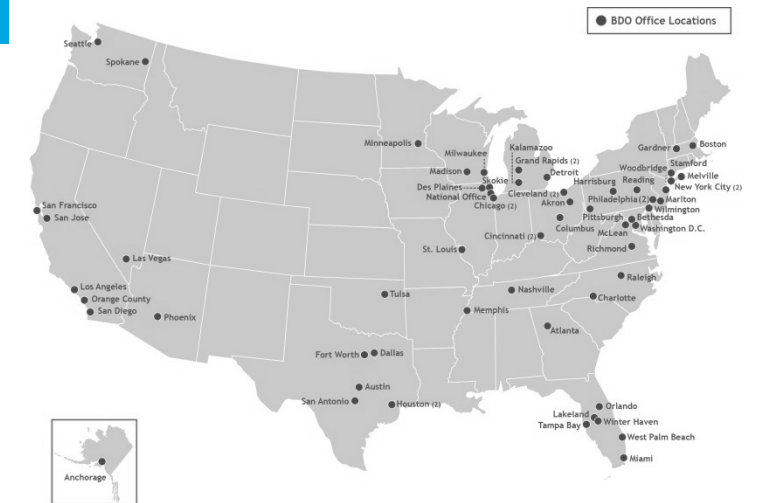 BDO Office Locations
Seattle
Spokane
Minneapolis
Milwaukee
Kalamazoo
Grand Rapids (2)
Detroit
Madison
Skokie
Des Plaines
National Office
Chicago (2)
Cleveland (2)
Akron
Columbus
Cincinnati (2)
Gardner
Boston
Woodbridge
Stamford
Melville
New York City (2)
Harrisburg
Reading
Philadelphia (2)
Marlton
Wilmington
Pittsburgh
Bethesda
McLean
Washington D.C.
Richmond
San Francisco
San Jose
Las Vegas
St. Louis
Los Angeles
Orange County
San Diego
Phoenix
Tulsa
Nashville
Memphis
Raleigh
Charlotte
Atlanta
Fort Worth
Dallas
Austin
San Antonio
Houston (2)
Orlando
Lakeland
Winter Haven
Tampa Bay
West Palm Beach
Miami
Anchorage